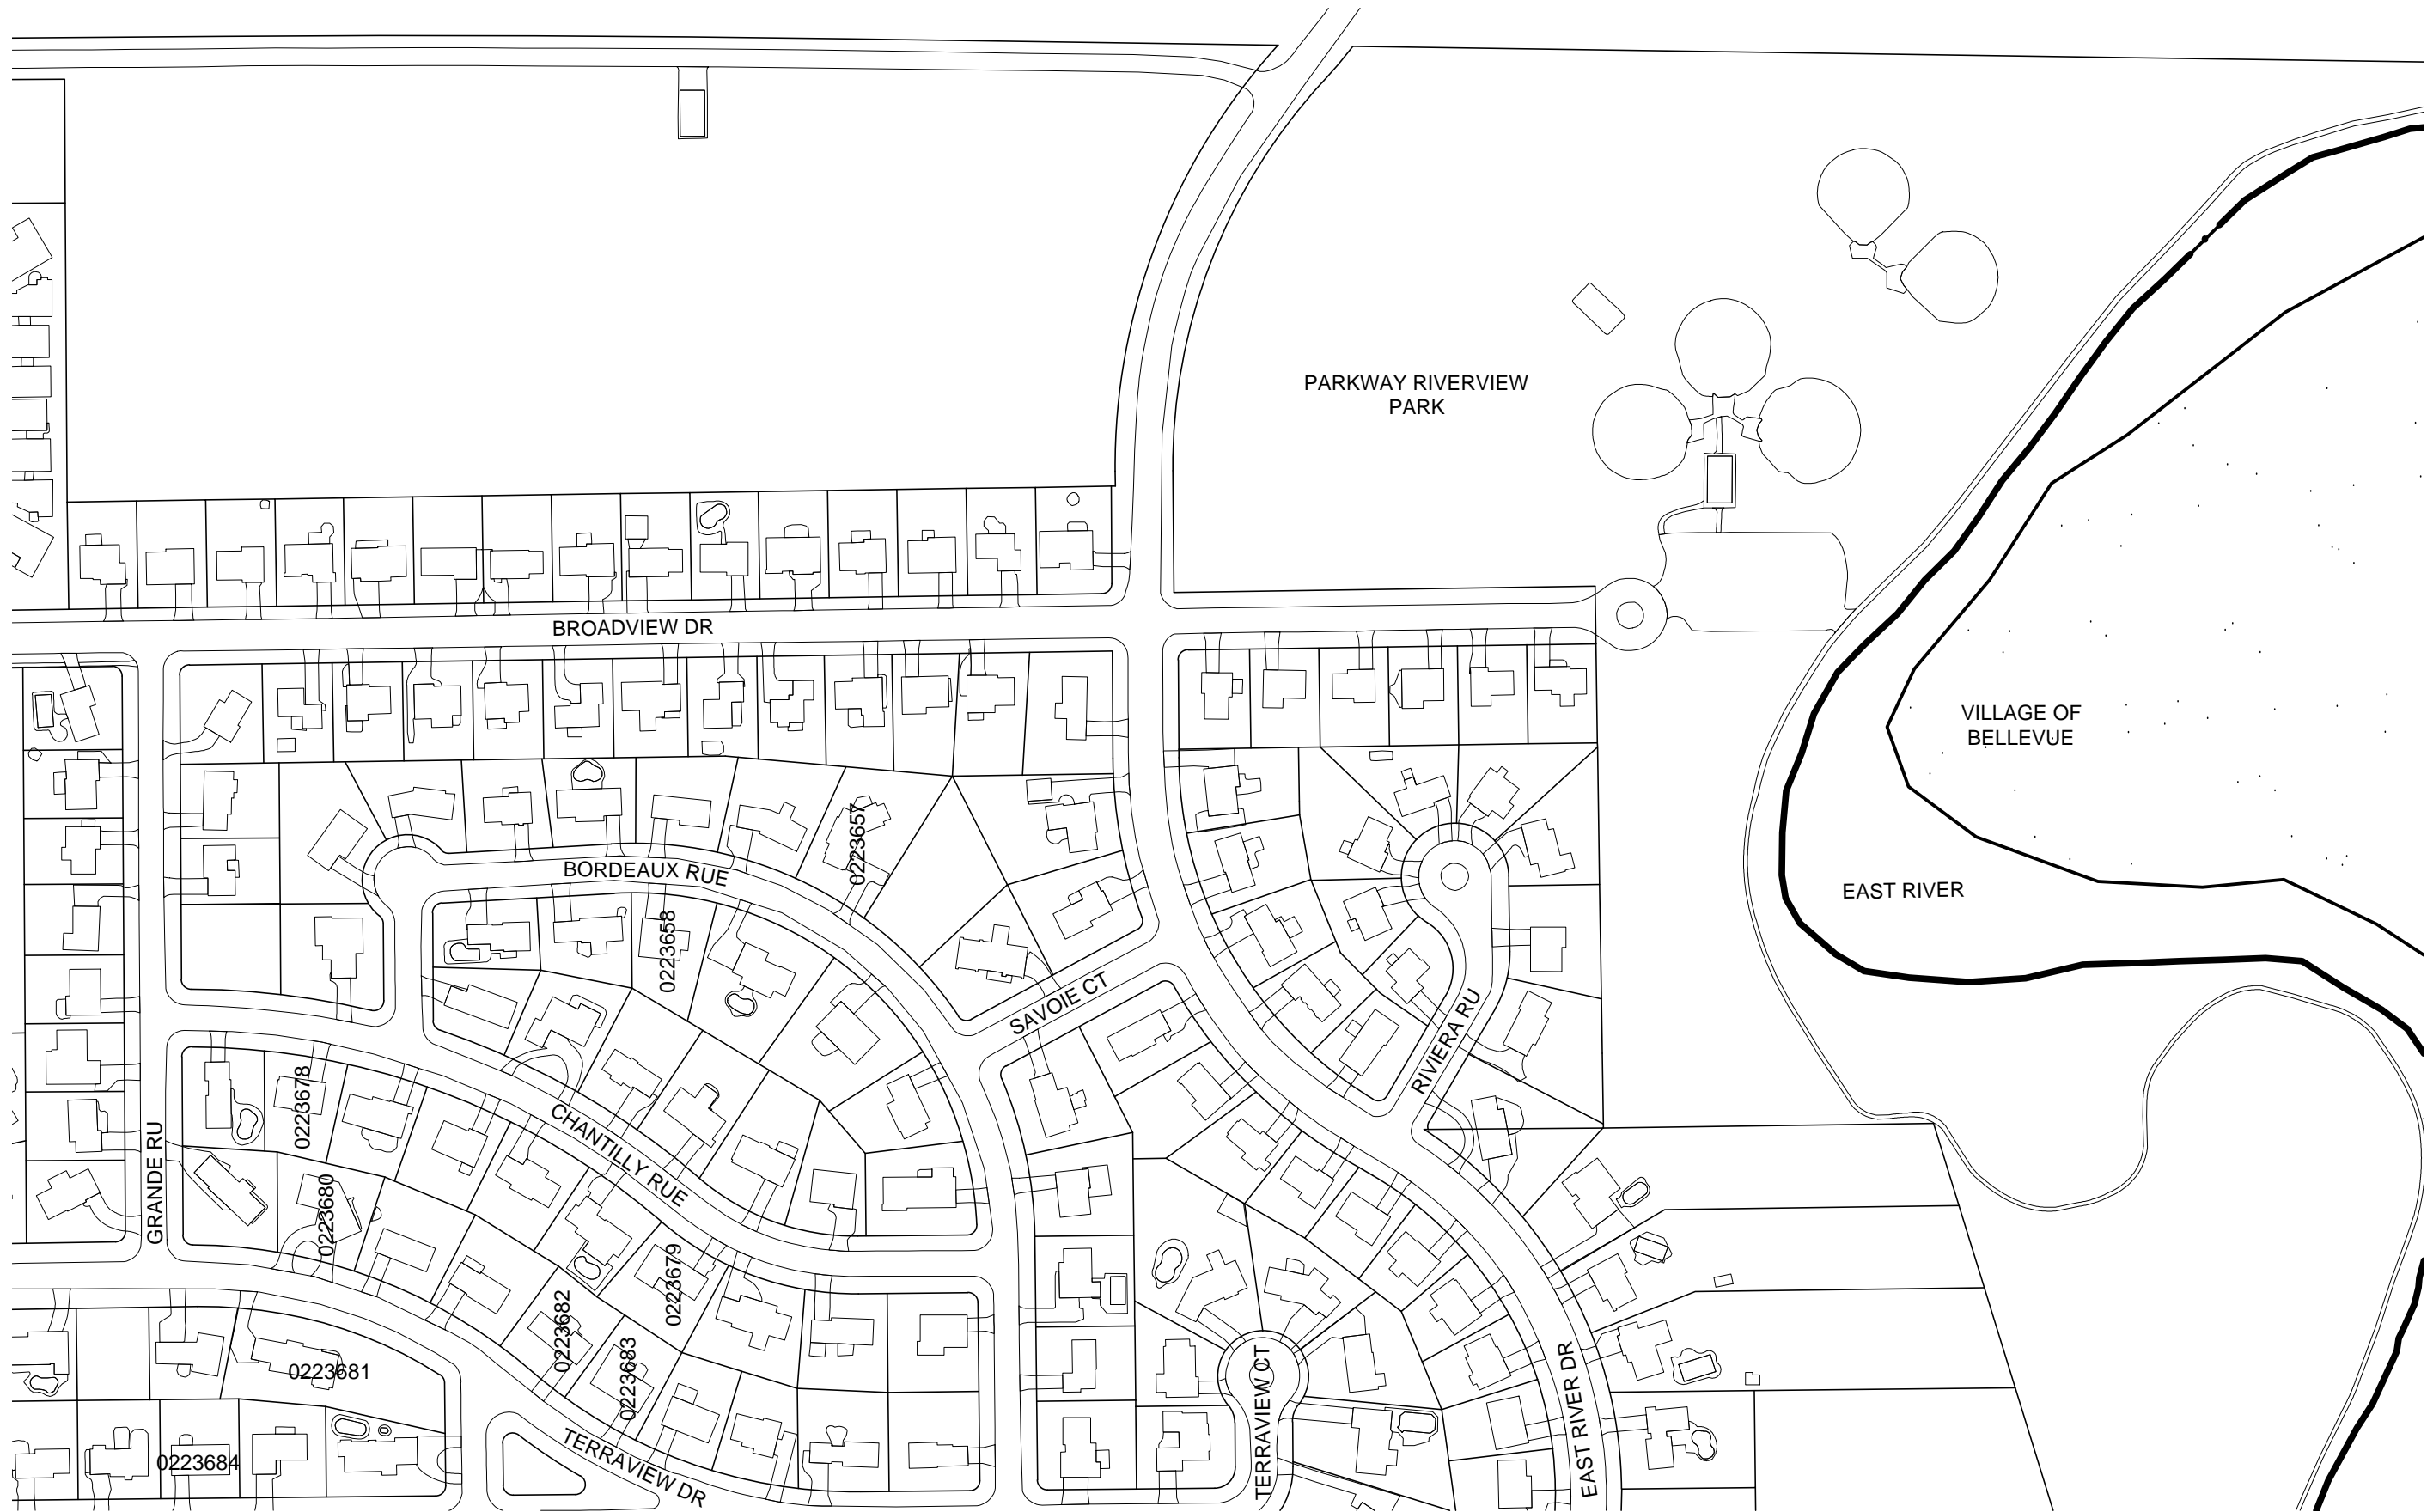 PARKWAY RIVERVIEW
PARK
BROADVIEW DR
VILLAGE OF
BELLEVUE
0223657
BORDEAUX RUE
EAST RIVER
0223658
SAVOIE CT
RIVIERA RU
0223678
CHANTILLY RUE
GRANDE RU
0223680
0223679
0223682
0223683
0223681
TERRAVIEW CT
EAST RIVER DR
0223684
TERRAVIEW DR